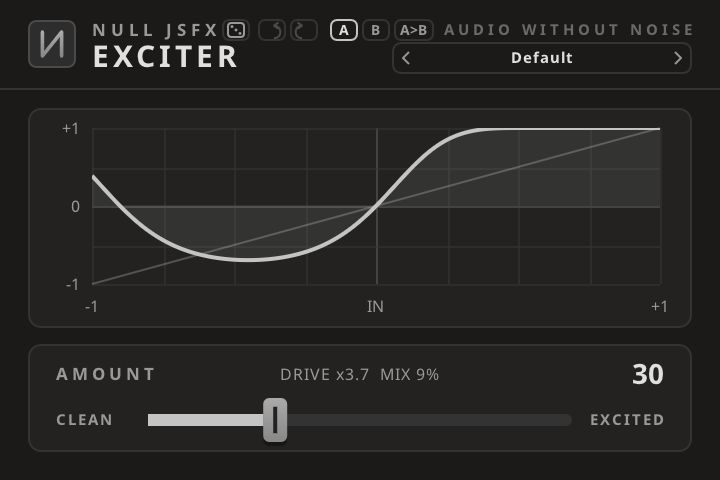 NULL JSFX A B A>B AUDIO WITHOUT NOISE
EXCITER
Default
+1
0
-1
-1 IN +1
AMOUNT DRIVE x3.7 MIX 9% 30
CLEAN EXCITED